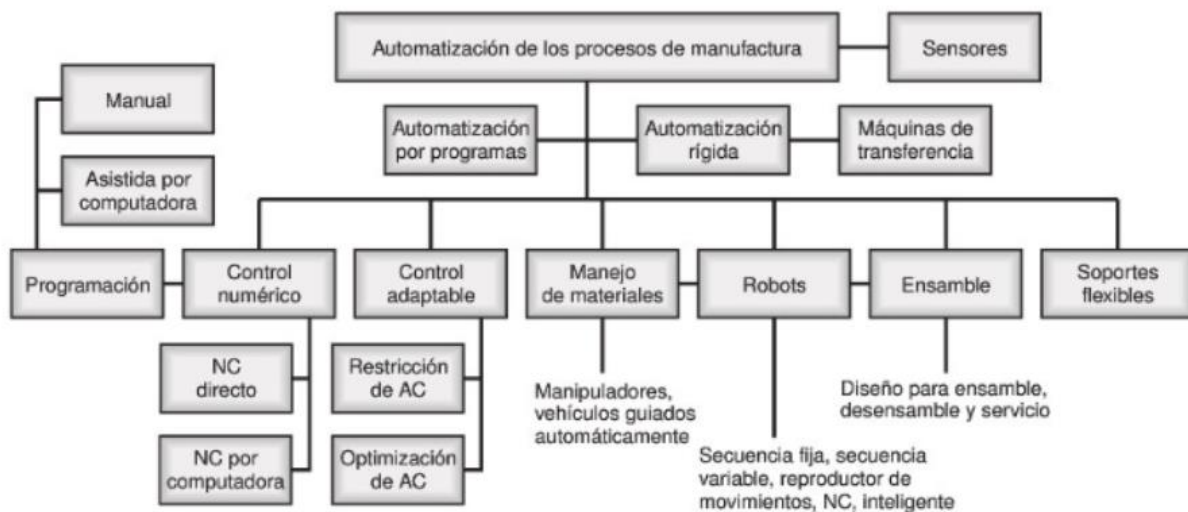 Automatización de los procesos de manufactura
Sensores
Manual
Automatización
por programas
Automatización
rígida
Máquinas de
transferencia
Asistida por
computadora
Programación
Control
numérico
Control
adaptable
Manejo
de materiales
Robots
Ensamble
Soportes
flexibles
NC
directo
Restricción
de AC
Manipuladores,
vehículos guiados
automáticamente
Diseño para ensamble,
desensamble y servicio
NC por
computadora
Optimización
de AC
Secuencia fija, secuencia
variable, reproductor de
movimientos, NC, inteligente